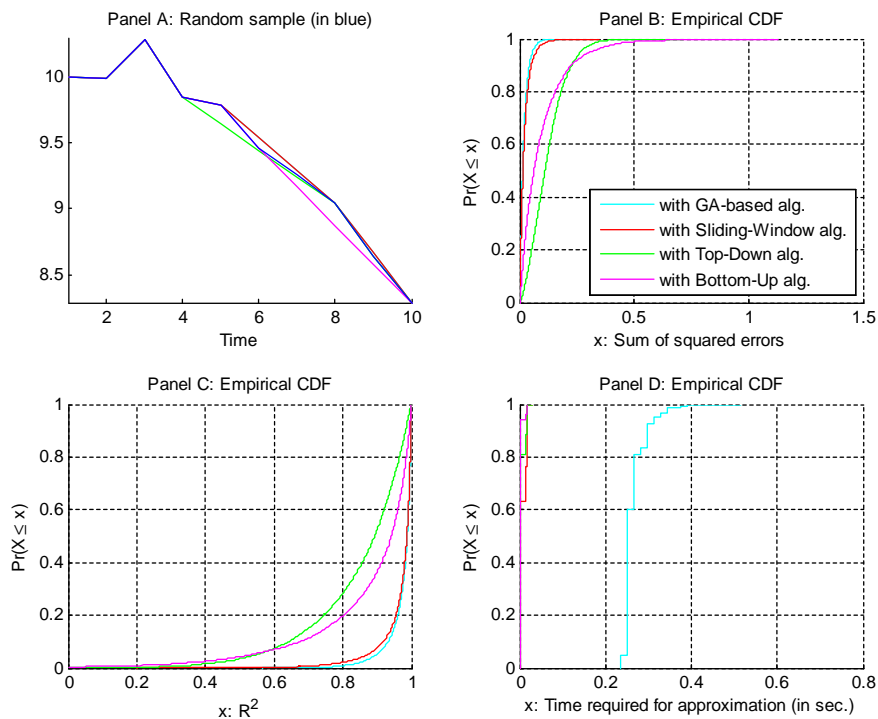 Panel A: Random sample (in blue)
10
9.5
9
8.5
2
4
6
8
10
Time
Panel B: Empirical CDF
Pr(X ≤ x)
1
0.8
0.6
0.4
0.2
0
0
0.5
1
1.5
x: Sum of squared errors
with GA-based alg.
with Sliding-Window alg.
with Top-Down alg.
with Bottom-Up alg.
Panel C: Empirical CDF
Pr(X ≤ x)
1
0.8
0.6
0.4
0.2
0
0
0.2
0.4
0.6
0.8
1
x: R²
Panel D: Empirical CDF
Pr(X ≤ x)
1
0.8
0.6
0.4
0.2
0
0
0.2
0.4
0.6
0.8
x: Time required for approximation (in sec.)